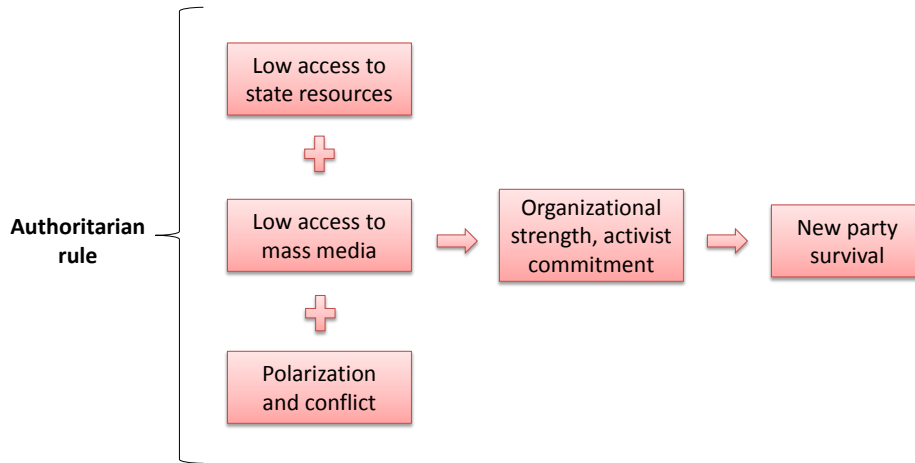 Authoritarian
rule
Low access to
state resources
Low access to
mass media
Polarization
and conflict
Organizational
strength, activist
commitment
New party
survival